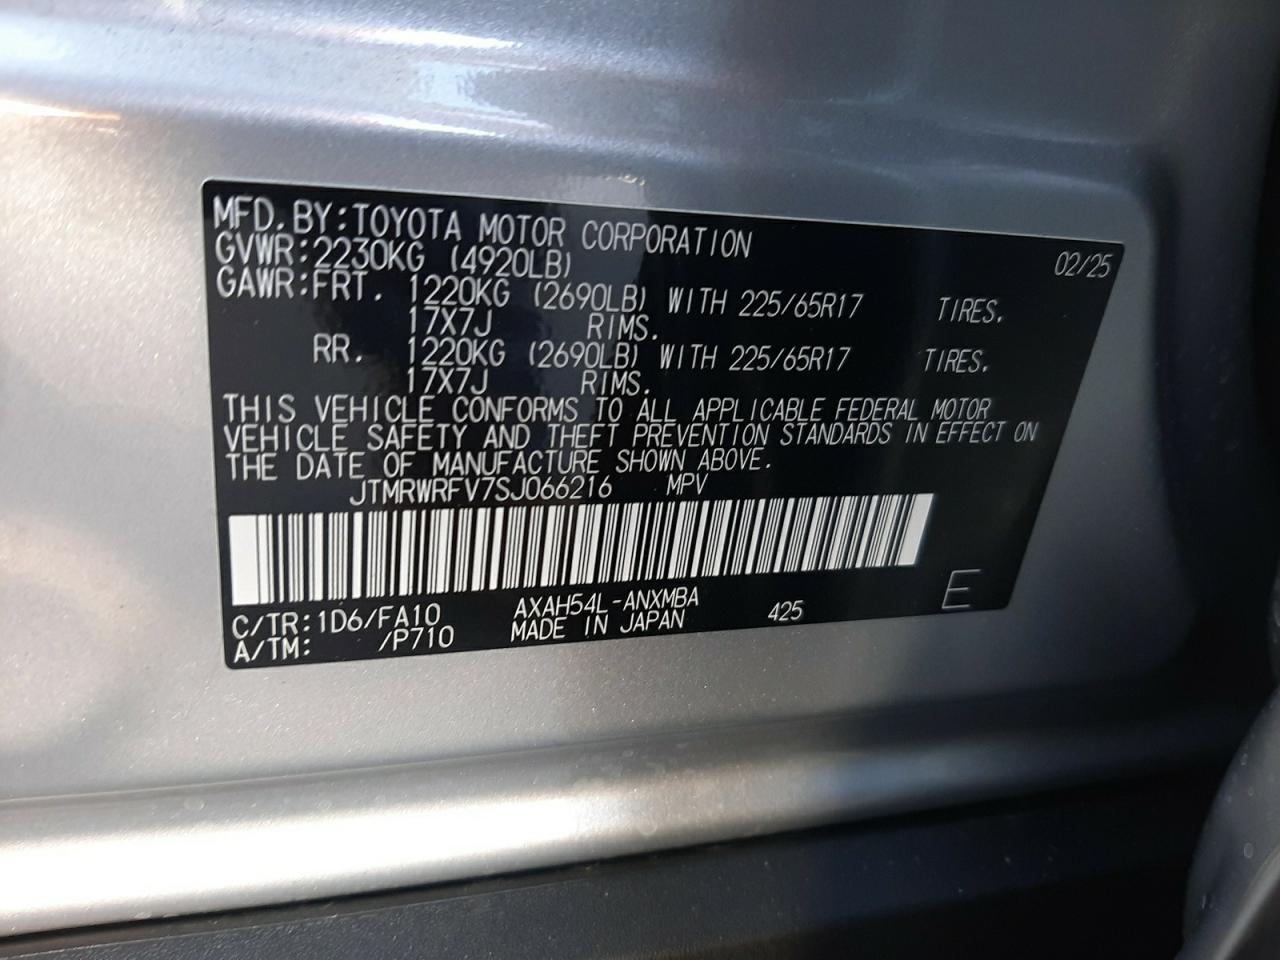 MFD. BY:TOYOTA MOTOR CORPORATION 02/25
GVWR:2230KG (4920LB)
GAWR:FRT. 1220KG (2690LB) WITH 225/65R17 TIRES.
17X7J RIMS.
RR. 1220KG (2690LB) WITH 225/65R17 TIRES.
17X7J RIMS.
THIS VEHICLE CONFORMS TO ALL APPLICABLE FEDERAL MOTOR
VEHICLE SAFETY AND THEFT PREVENTION STANDARDS IN EFFECT ON
THE DATE OF MANUFACTURE SHOWN ABOVE.
JTMRWRFV7SJ066216 MPV
C/TR:1D6/FA10 AXAH54L-ANXMBA 425 E
A/TM: /P710 MADE IN JAPAN